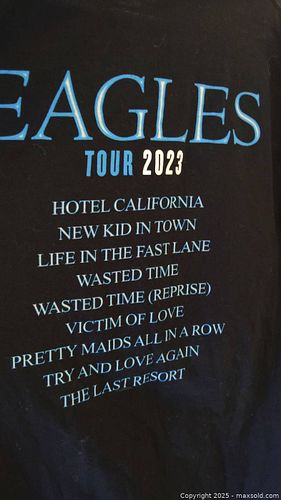 EAGLES
TOUR 2023
HOTEL CALIFORNIA
NEW KID IN TOWN
LIFE IN THE FAST LANE
WASTED TIME
WASTED TIME (REPRISE)
VICTIM OF LOVE
PRETTY MAIDS ALL IN A ROW
TRY AND LOVE AGAIN
THE LAST RESORT
Copyright © 2025 - maxsold.com